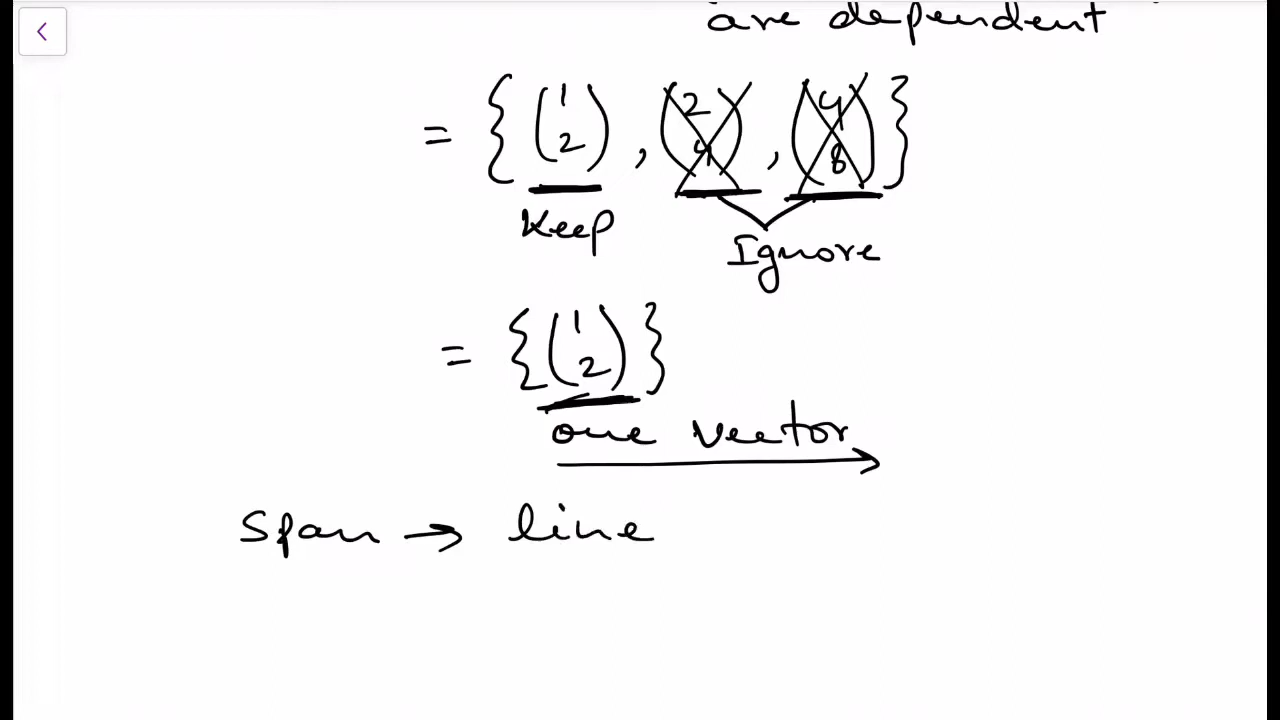 are dependent
= { (1 2) , (2 4) , (4 8) }
Keep
Ignore
= { (1 2) }
one vector
Span → line